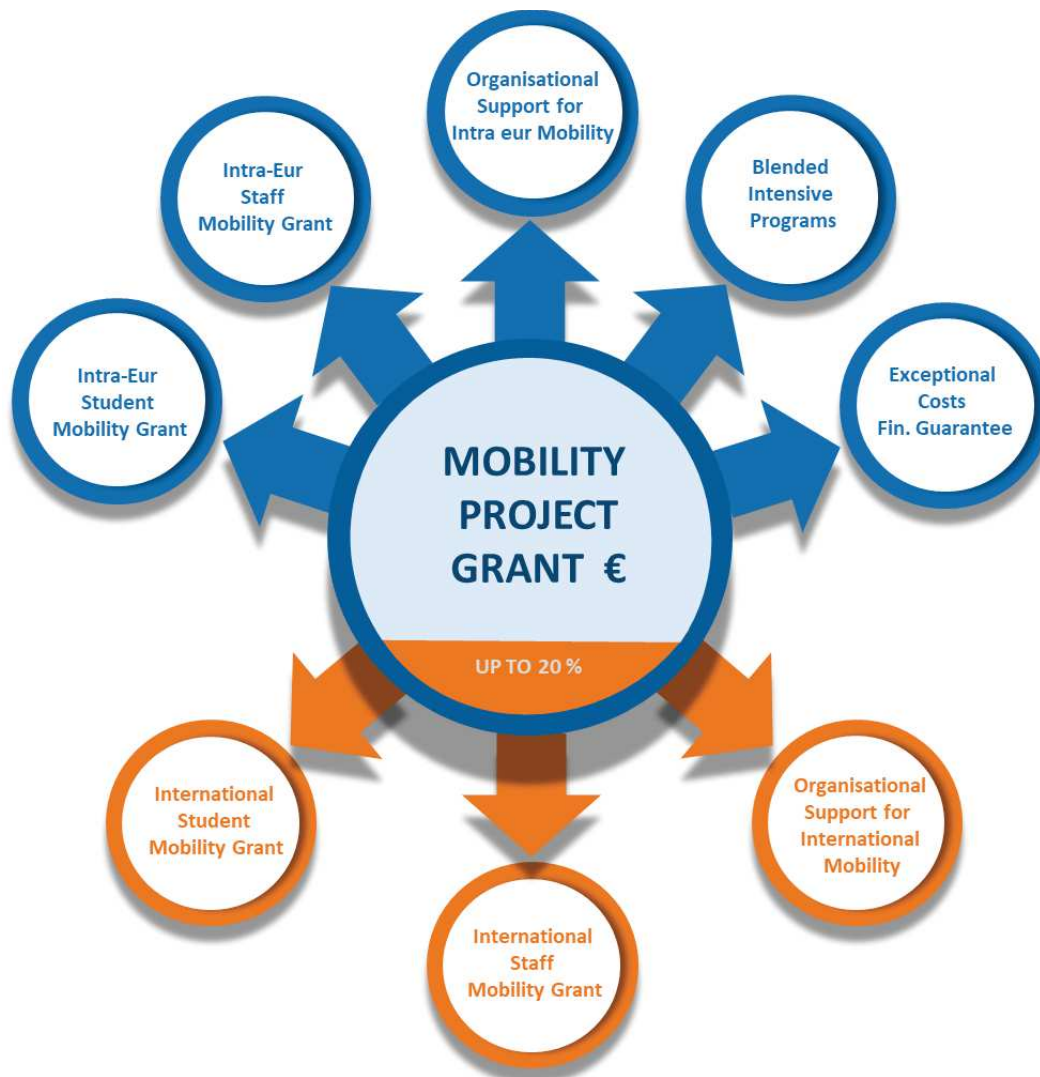 Organisational
Support for
Intra eur Mobility
Intra-Eur
Staff
Mobility Grant
Blended
Intensive
Programs
Intra-Eur
Student
Mobility Grant
Exceptional
Costs
Fin. Guarantee
MOBILITY
PROJECT
GRANT €
UP TO 20 %
International
Student
Mobility Grant
Organisational
Support for
International
Mobility
International
Staff
Mobility Grant